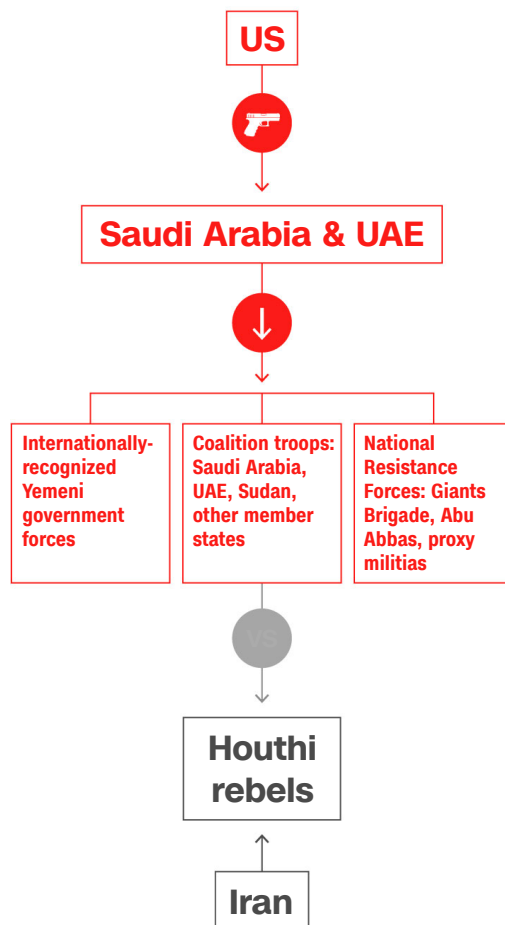 US
Saudi Arabia & UAE
Internationally-
recognized
Yemeni
government
forces
Coalition troops:
Saudi Arabia,
UAE, Sudan,
other member
states
National
Resistance
Forces: Giants
Brigade, Abu
Abbas, proxy
militias
VS
Houthi
rebels
Iran